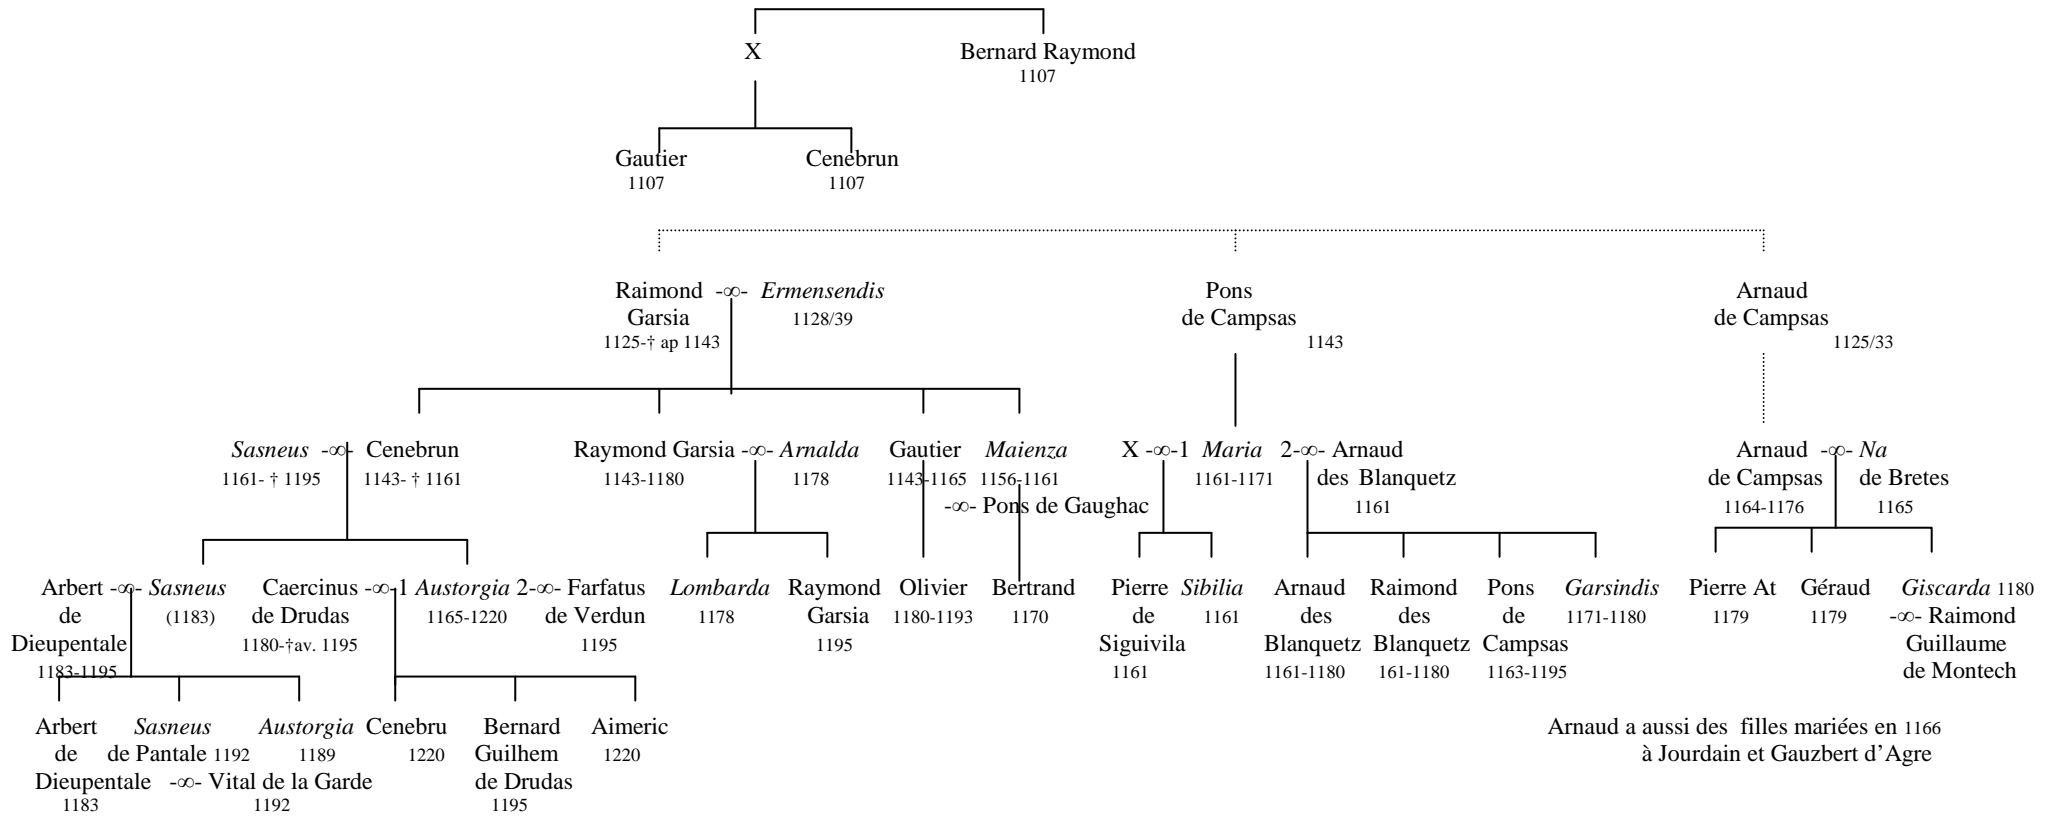 X Bernard Raymond
1107
Gautier Cenebrun
1107 1107
Raimond -∞- Ermensendis Pons Arnaud
Garsia 1128/39 de Campsas de Campsas
1125-† ap 1143 1143 1125/33
Sasneus -∞- Cenebrun Raymond Garsia -∞- Arnalda Gautier Maienza X -∞-1 Maria 2-∞- Arnaud Arnaud -∞- Na
1161- † 1195 1143- † 1161 1143-1180 1178 1143-1165 1156-1161 1161-1171 des Blanquetz de Campsas de Bretes
-∞- Pons de Gaughac 1161 1164-1176 1165
Arbert -∞- Sasneus Caercinus -∞-1 Austorgia 2-∞- Farfatus Lombarda Raymond Olivier Bertrand Pierre Sibilia Arnaud Raimond Pons Garsindis Pierre At Géraud Giscarda 1180
de (1183) de Drudas 1165-1220 de Verdun 1178 Garsia 1180-1193 1170 de 1161 des des de 1171-1180 1179 1179 -∞- Raimond
Dieupentale 1180-†av. 1195 1195 1195 Siguivila Blanquetz Blanquetz Campsas Guillaume
1183-1195 1161 1161-1180 161-1180 1163-1195 de Montech
Arbert Sasneus Austorgia Cenebru Bernard Aimeric Arnaud a aussi des filles mariées en 1166
de de Pantale 1192 1189 1220 Guilhem 1220 à Jourdain et Gauzbert d’Agre
Dieupentale -∞- Vital de la Garde de Drudas
1183 1192 1195